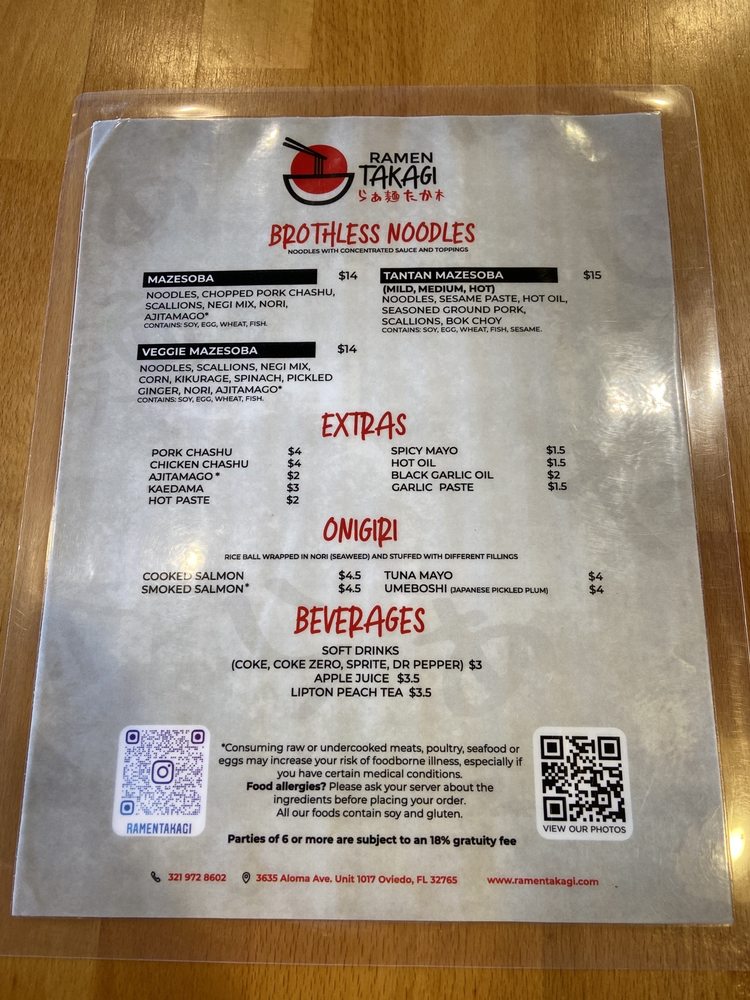 RAMEN
TAKAGI
らぁ麺たか木
BROTHLESS NOODLES
NOODLES WITH CONCENTRATED SAUCE AND TOPPINGS
MAZESOBA $14
NOODLES, CHOPPED PORK CHASHU,
SCALLIONS, NEGI MIX, NORI,
AJITAMAGO*
CONTAINS: SOY, EGG, WHEAT, FISH.
TANTAN MAZESOBA $15
(MILD, MEDIUM, HOT)
NOODLES, SESAME PASTE, HOT OIL,
SEASONED GROUND PORK,
SCALLIONS, BOK CHOY
CONTAINS: SOY, EGG, WHEAT, FISH, SESAME.
VEGGIE MAZESOBA $14
NOODLES, SCALLIONS, NEGI MIX,
CORN, KIKURAGE, SPINACH, PICKLED
GINGER, NORI, AJITAMAGO*
CONTAINS: SOY, EGG, WHEAT, FISH.
EXTRAS
PORK CHASHU $4
CHICKEN CHASHU $4
AJITAMAGO * $2
KAEDAMA $3
HOT PASTE $2
SPICY MAYO $1.5
HOT OIL $1.5
BLACK GARLIC OIL $2
GARLIC PASTE $1.5
ONIGIRI
RICE BALL WRAPPED IN NORI (SEAWEED) AND STUFFED WITH DIFFERENT FILLINGS
COOKED SALMON $4.5
SMOKED SALMON* $4.5
TUNA MAYO $4
UMEBOSHI (JAPANESE PICKLED PLUM) $4
BEVERAGES
SOFT DRINKS
(COKE, COKE ZERO, SPRITE, DR PEPPER) $3
APPLE JUICE $3.5
LIPTON PEACH TEA $3.5
*Consuming raw or undercooked meats, poultry, seafood or
eggs may increase your risk of foodborne illness, especially if
you have certain medical conditions.
Food allergies? Please ask your server about the
ingredients before placing your order.
All our foods contain soy and gluten.
RAMENTAKAGI
VIEW OUR PHOTOS
Parties of 6 or more are subject to an 18% gratuity fee
321 972 8602 3635 Aloma Ave. Unit 1017 Oviedo, FL 32765 www.ramentakagi.com